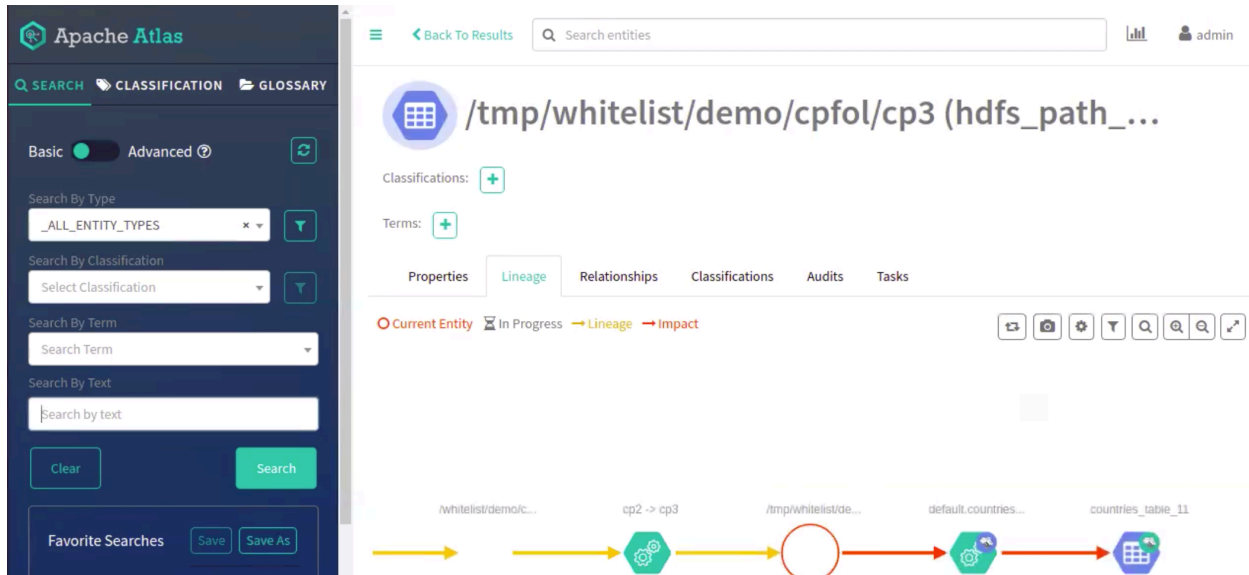 Apache Atlas
SEARCH CLASSIFICATION GLOSSARY
Basic Advanced
Search By Type
_ALL_ENTITY_TYPES
Search By Classification
Select Classification
Search By Term
Search Term
Search By Text
Search by text
Clear Search
Favorite Searches Save Save As
Back To Results Search entities admin
/tmp/whitelist/demo/cpfol/cp3 (hdfs_path_...
Classifications:
Terms:
Properties Lineage Relationships Classifications Audits Tasks
Current Entity In Progress Lineage Impact
/whitelist/demo/c... cp2 -> cp3 /tmp/whitelist/de... default.countries... countries_table_11